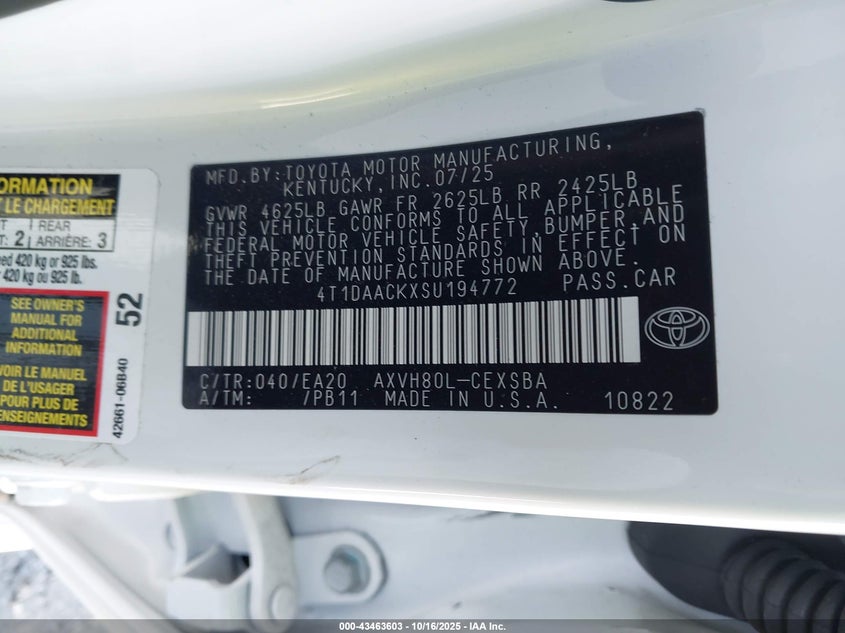 MFD.BY:TOYOTA MOTOR MANUFACTURING,
KENTUCKY,INC.07/25
GVWR 4625LB GAWR FR 2625LB RR 2425LB
THIS VEHICLE CONFORMS TO ALL APPLICABLE
FEDERAL MOTOR VEHICLE SAFETY,BUMPER,AND
THEFT PREVENTION STANDARDS IN EFFECT ON
THE DATE OF MANUFACTURE SHOWN ABOVE.
4T1DAACKXSU194772 PASS.CAR
C/TR:040/EA20 AXVH80L-CEXSBA
A/TM: /PB11 MADE IN U.S.A. 10822
LE CHARGEMENT
REAR
2 ARRIÈRE: 3
420 kg or 925 lbs.
420 kg ou 925 lb.
SEE OWNER'S
MANUAL FOR
ADDITIONAL
INFORMATION
VOIR LE MANUEL
DE L'USAGER
POUR PLUS DE
RENSEIGNEMENTS
52
42661-06B40
000-43463603 - 10/16/2025 - IAA Inc.